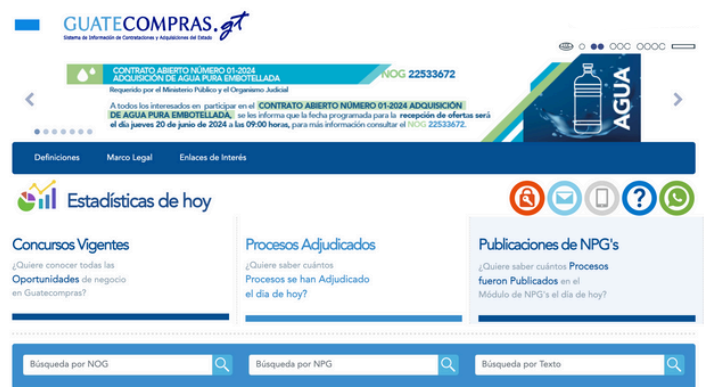 GUATECOMPRAS.gt
Sistema de Información de Contrataciones y Adquisiciones del Estado
CONTRATO ABIERTO NÚMERO 01-2024
ADQUISICIÓN DE AGUA PURA EMBOTELLADA
NOG 22533672
Requerido por el Ministerio Público y el Organismo Judicial
A todos los interesados en participar en el CONTRATO ABIERTO NÚMERO 01-2024 ADQUISICIÓN
DE AGUA PURA EMBOTELLADA, se les informa que la fecha programada para la recepción de ofertas será
el día jueves 20 de junio de 2024 a las 09:00 horas, para más información consultar el NOG 22533672.
AGUA
Definiciones Marco Legal Enlaces de Interés
Estadísticas de hoy
?
Concursos Vigentes
¿Quiere conocer todas las
Oportunidades de negocio
en Guatecompras?
Procesos Adjudicados
¿Quiere saber cuántos
Procesos se han Adjudicado
el día de hoy?
Publicaciones de NPG's
¿Quiere saber cuántos Procesos
fueron Publicados en el
Módulo de NPG's el día de hoy?
Búsqueda por NOG Búsqueda por NPG Búsqueda por Texto